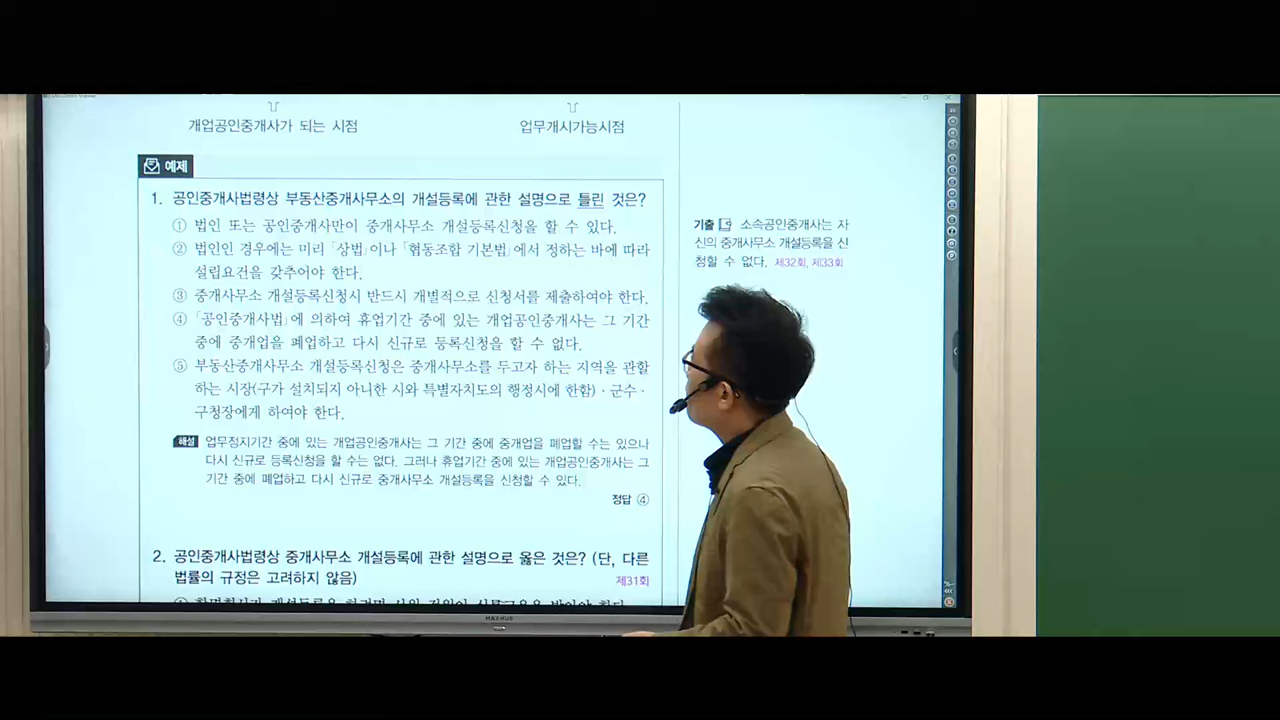 개업공인중개사가 되는 시점
업무개시가능시점
예제
1. 공인중개사법령상 부동산중개사무소의 개설등록에 관한 설명으로 틀린 것은?
① 법인 또는 공인중개사만이 중개사무소 개설등록신청을 할 수 있다.
② 법인인 경우에는 미리 「상법」이나 「협동조합 기본법」에서 정하는 바에 따라
설립요건을 갖추어야 한다.
③ 중개사무소 개설등록신청시 반드시 개별적으로 신청서를 제출하여야 한다.
④ 「공인중개사법」에 의하여 휴업기간 중에 있는 개업공인중개사는 그 기간
중에 중개업을 폐업하고 다시 신규로 등록신청을 할 수 없다.
⑤ 부동산중개사무소 개설등록신청은 중개사무소를 두고자 하는 지역을 관할
하는 시장(구가 설치되지 아니한 시와 특별자치도의 행정시에 한함)·군수·
구청장에게 하여야 한다.
해설 업무정지기간 중에 있는 개업공인중개사는 그 기간 중에 중개업을 폐업할 수는 있으나
다시 신규로 등록신청을 할 수는 없다. 그러나 휴업기간 중에 있는 개업공인중개사는 그
기간 중에 폐업하고 다시 신규로 중개사무소 개설등록을 신청할 수 있다.
정답 ④
기출 소속공인중개사는 자
신의 중개사무소 개설등록을 신
청할 수 없다. 제32회, 제33회
2. 공인중개사법령상 중개사무소 개설등록에 관한 설명으로 옳은 것은? (단, 다른
법률의 규정은 고려하지 않음)
제31회
MAXHUB